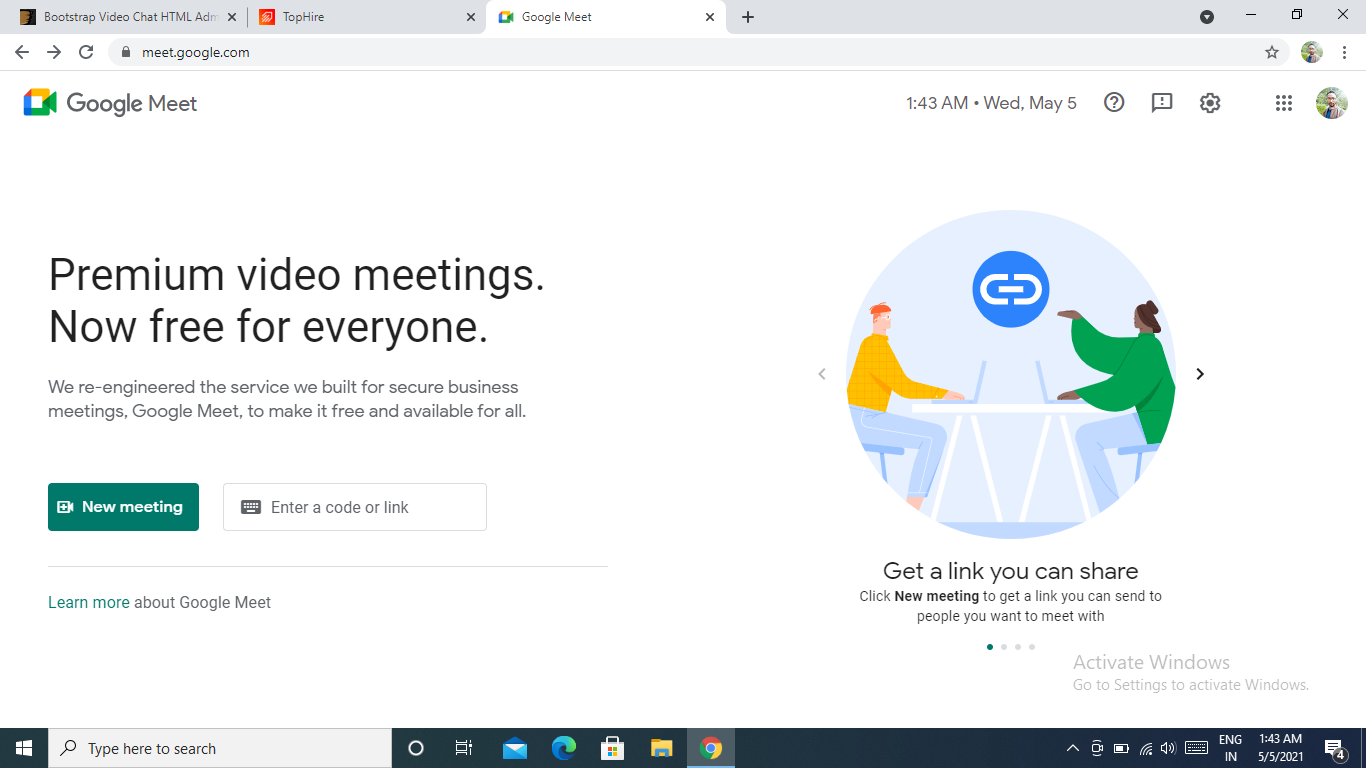 Bootstrap Video Chat HTML Adm
TopHire
Google Meet
meet.google.com
Google Meet
1:43 AM • Wed, May 5
Premium video meetings.
Now free for everyone.
We re-engineered the service we built for secure business
meetings, Google Meet, to make it free and available for all.
New meeting
Enter a code or link
Learn more about Google Meet
Get a link you can share
Click New meeting to get a link you can send to
people you want to meet with
Activate Windows
Go to Settings to activate Windows.
Type here to search
ENG
IN
1:43 AM
5/5/2021
4